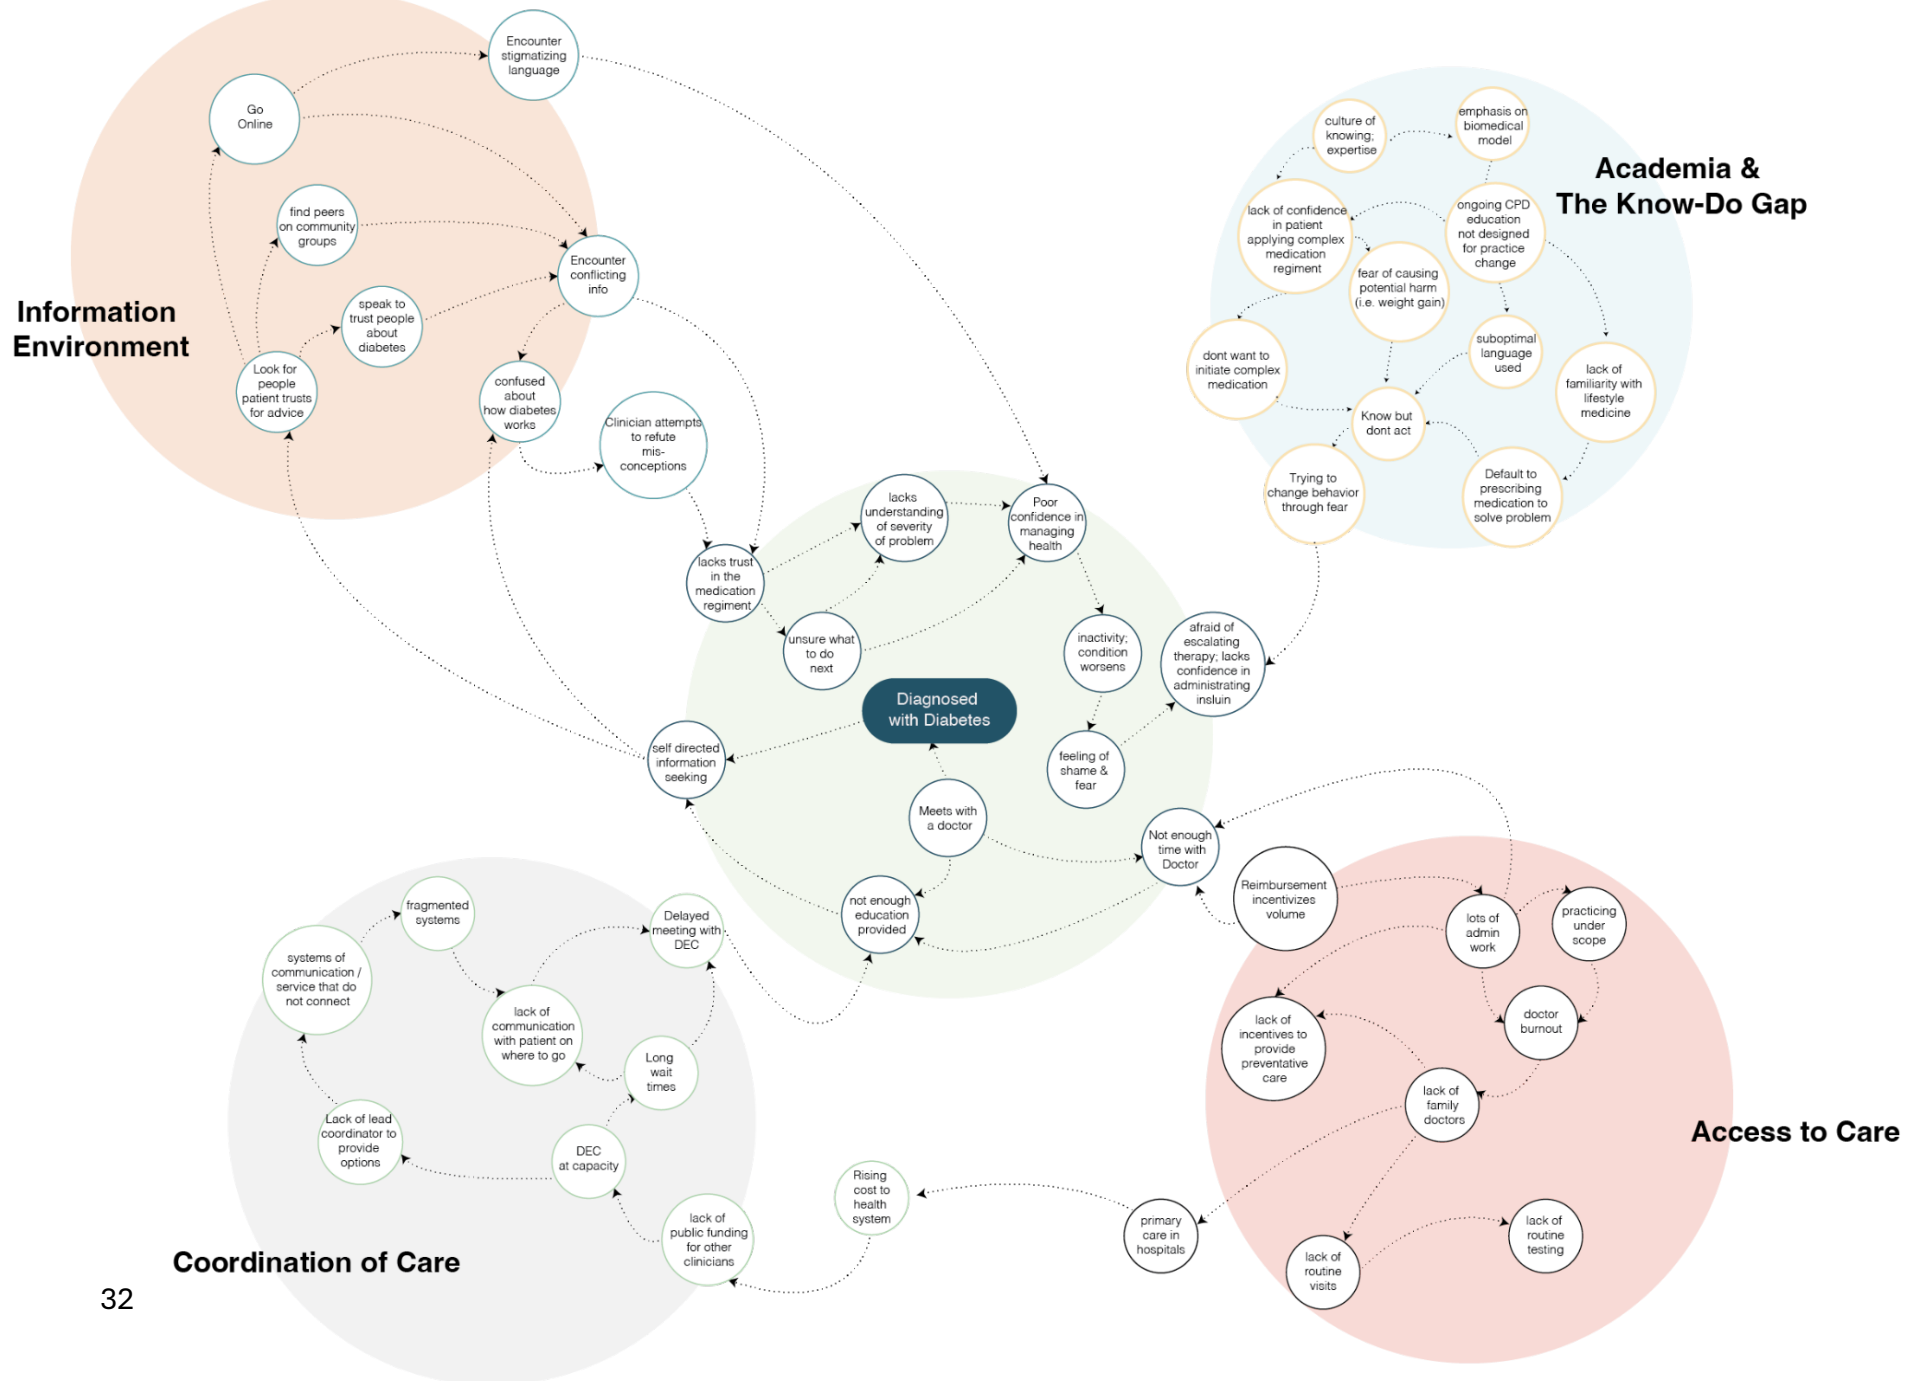 Encounter
stigmatizing
language
Go
Online
find peers
on community
groups
Encounter
conflicting
info
speak to
trust people
about
diabetes
Information
Environment
Look for
people
patient trusts
for advice
confused
about
how diabetes
works
Clinician attempts
to refute
mis-
conceptions
culture of
knowing;
expertise
emphasis on
biomedical
model
Academia &
The Know-Do Gap
lack of confidence
in patient
applying complex
medication
regiment
ongoing CPD
education
not designed
for practice
change
fear of causing
potential harm
(i.e. weight gain)
dont want to
initiate complex
medication
suboptimal
language
used
lack of
familiarity with
lifestyle
medicine
Know but
dont act
Trying to
change behavior
through fear
Default to
prescribing
medication to
solve problem
lacks
understanding
of severity
of problem
Poor
confidence in
managing
health
lacks trust
in the
medication
regiment
unsure what
to do
next
inactivity;
condition
worsens
afraid of
escalating
therapy; lacks
confidence in
administrating
insluin
Diagnosed
with Diabetes
self directed
information
seeking
feeling of
shame &
fear
Meets with
a doctor
Not enough
time with
Doctor
not enough
education
provided
fragmented
systems
Delayed
meeting with
DEC
systems of
communication /
service that do
not connect
lack of
communication
with patient on
where to go
Long
wait
times
Lack of lead
coordinator to
provide
options
DEC
at capacity
lack of
public funding
for other
clinicians
Rising
cost to
health
system
Coordination of Care
Reimbursement
incentivizes
volume
lots of
admin
work
practicing
under
scope
lack of
incentives to
provide
preventative
care
doctor
burnout
lack of
family
doctors
Access to Care
primary
care in
hospitals
lack of
routine
visits
lack of
routine
testing
32